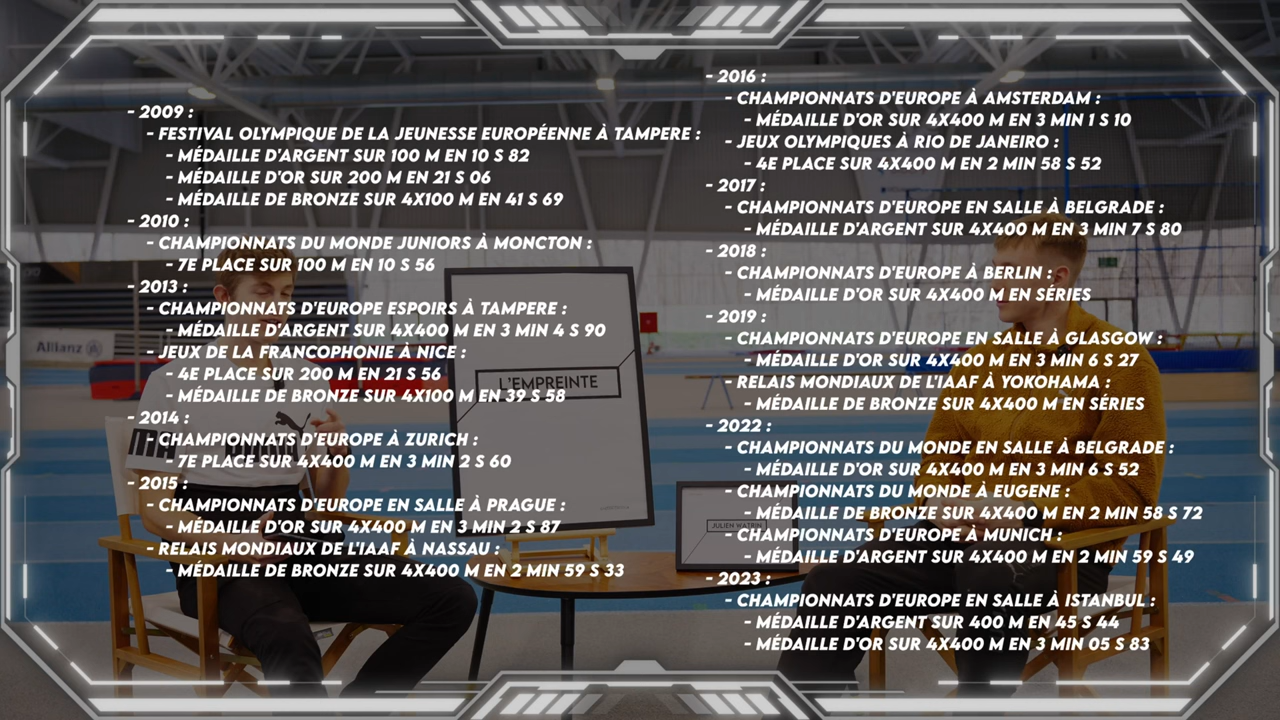 - 2009 :
- FESTIVAL OLYMPIQUE DE LA JEUNESSE EUROPÉENNE À TAMPERE :
- MÉDAILLE D'ARGENT SUR 100 M EN 10 S 82
- MÉDAILLE D'OR SUR 200 M EN 21 S 06
- MÉDAILLE DE BRONZE SUR 4X100 M EN 41 S 69
- 2010 :
- CHAMPIONNATS DU MONDE JUNIORS À MONCTON :
- 7E PLACE SUR 100 M EN 10 S 56
- 2013 :
- CHAMPIONNATS D'EUROPE ESPOIRS À TAMPERE :
- MÉDAILLE D'ARGENT SUR 4X400 M EN 3 MIN 4 S 90
- JEUX DE LA FRANCOPHONIE À NICE :
- 4E PLACE SUR 200 M EN 21 S 56
- MÉDAILLE DE BRONZE SUR 4X100 M EN 39 S 58
- 2014 :
- CHAMPIONNATS D'EUROPE À ZURICH :
- 7E PLACE SUR 4X400 M EN 3 MIN 2 S 60
- 2015 :
- CHAMPIONNATS D'EUROPE EN SALLE À PRAGUE :
- MÉDAILLE D'OR SUR 4X400 M EN 3 MIN 2 S 87
- RELAIS MONDIAUX DE L'IAAF À NASSAU :
- MÉDAILLE DE BRONZE SUR 4X400 M EN 2 MIN 59 S 33
- 2016 :
- CHAMPIONNATS D'EUROPE À AMSTERDAM :
- MÉDAILLE D'OR SUR 4X400 M EN 3 MIN 1 S 10
- JEUX OLYMPIQUES À RIO DE JANEIRO :
- 4E PLACE SUR 4X400 M EN 2 MIN 58 S 52
- 2017 :
- CHAMPIONNATS D'EUROPE EN SALLE À BELGRADE :
- MÉDAILLE D'ARGENT SUR 4X400 M EN 3 MIN 7 S 80
- 2018 :
- CHAMPIONNATS D'EUROPE À BERLIN :
- MÉDAILLE D'OR SUR 4X400 M EN SÉRIES
- 2019 :
- CHAMPIONNATS D'EUROPE EN SALLE À GLASGOW :
- MÉDAILLE D'OR SUR 4X400 M EN 3 MIN 6 S 27
- RELAIS MONDIAUX DE L'IAAF À YOKOHAMA :
- MÉDAILLE DE BRONZE SUR 4X400 M EN SÉRIES
- 2022 :
- CHAMPIONNATS DU MONDE EN SALLE À BELGRADE :
- MÉDAILLE D'OR SUR 4X400 M EN 3 MIN 6 S 52
- CHAMPIONNATS DU MONDE À EUGENE :
- MÉDAILLE DE BRONZE SUR 4X400 M EN 2 MIN 58 S 72
- CHAMPIONNATS D'EUROPE À MUNICH :
- MÉDAILLE D'ARGENT SUR 4X400 M EN 2 MIN 59 S 49
- 2023 :
- CHAMPIONNATS D'EUROPE EN SALLE À ISTANBUL :
- MÉDAILLE D'ARGENT SUR 400 M EN 45 S 44
- MÉDAILLE D'OR SUR 4X400 M EN 3 MIN 05 S 83
Allianz
L'EMPREINTE
JULIEN WATRIN